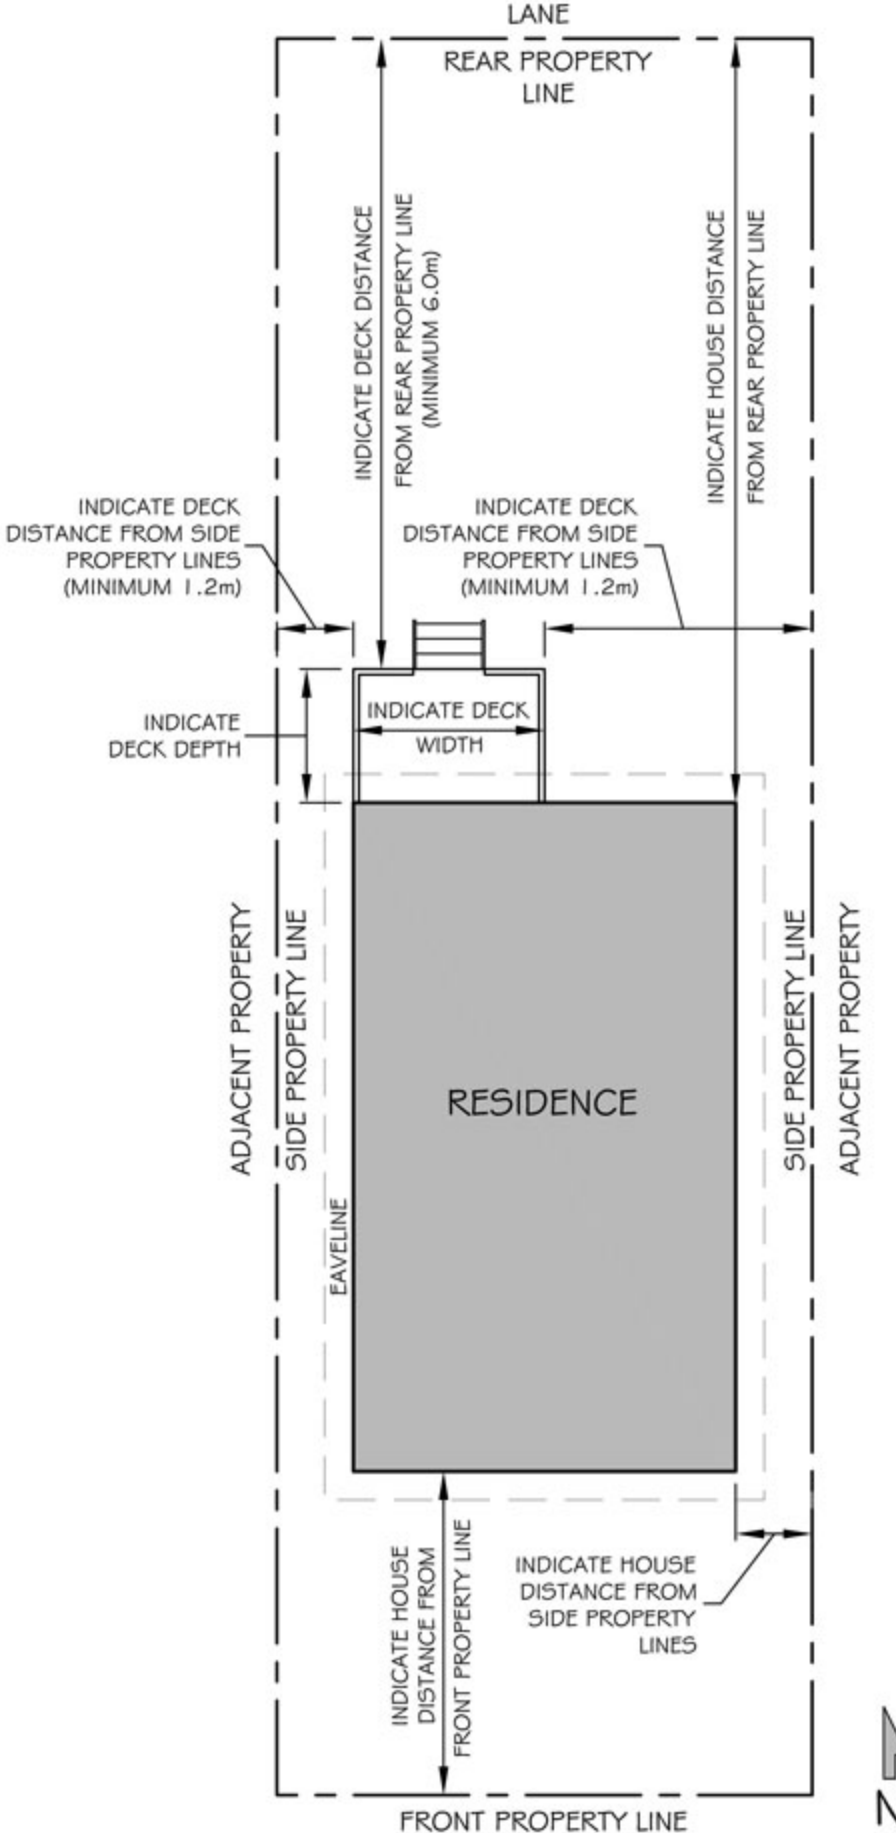 LANE
REAR PROPERTY
LINE
INDICATE DECK DISTANCE
FROM REAR PROPERTY LINE
(MINIMUM 6.0m)
INDICATE HOUSE DISTANCE
FROM REAR PROPERTY LINE
INDICATE DECK
DISTANCE FROM SIDE
PROPERTY LINES
(MINIMUM 1.2m)
INDICATE DECK
DISTANCE FROM SIDE
PROPERTY LINES
(MINIMUM 1.2m)
INDICATE
DECK DEPTH
INDICATE DECK
WIDTH
ADJACENT PROPERTY
SIDE PROPERTY LINE
RESIDENCE
SIDE PROPERTY LINE
ADJACENT PROPERTY
EAVELINE
INDICATE HOUSE
DISTANCE FROM
FRONT PROPERTY LINE
INDICATE HOUSE
DISTANCE FROM
SIDE PROPERTY
LINES
N
FRONT PROPERTY LINE